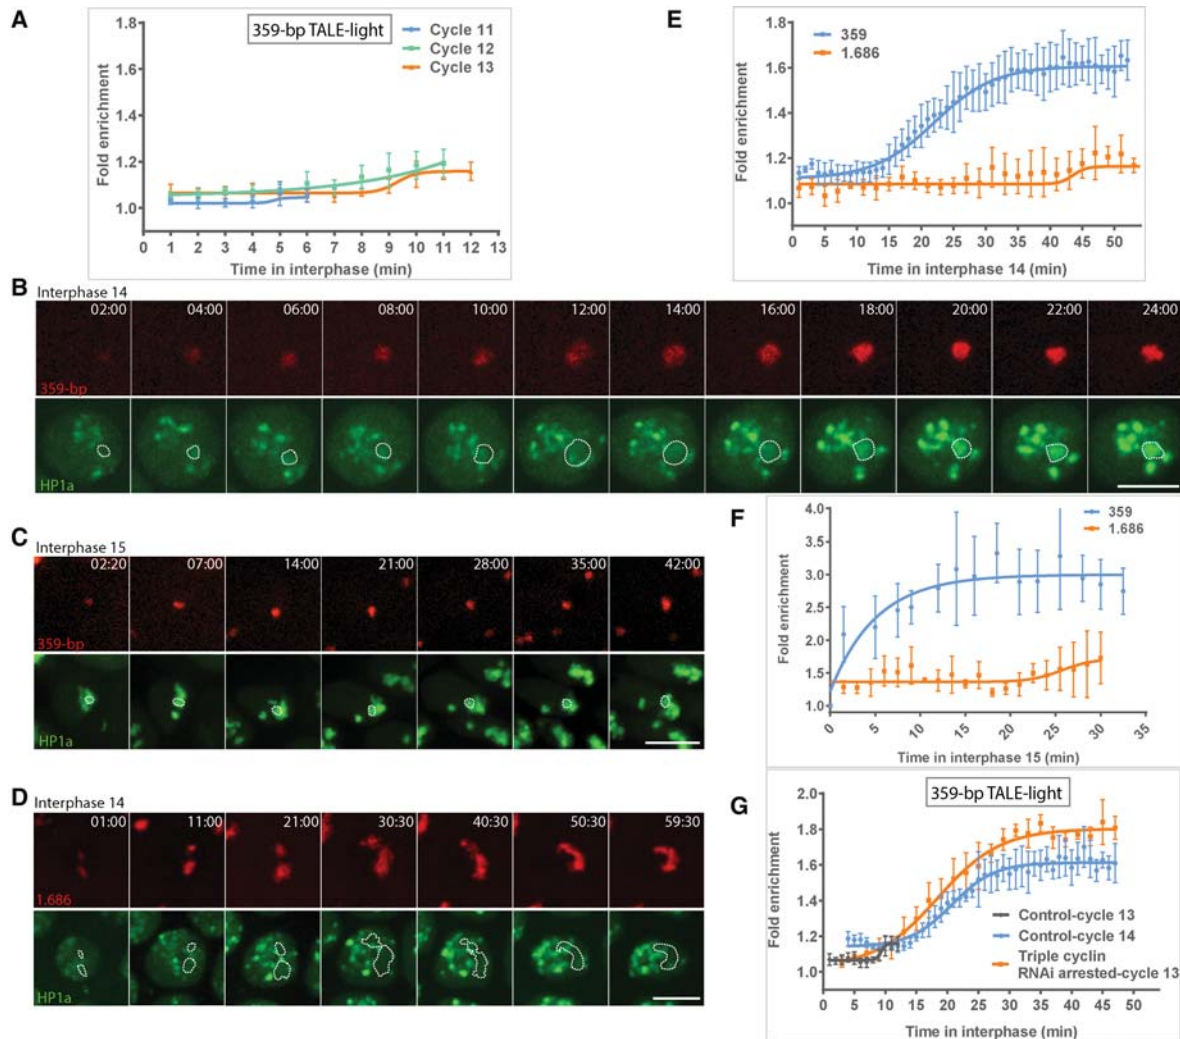 A
359-bp TALE-light
Cycle 11
Cycle 12
Cycle 13
Fold enrichment
1.8
1.6
1.4
1.2
1.0
0 1 2 3 4 5 6 7 8 9 10 11 12 13
Time in interphase (min)
E
359
1.686
Fold enrichment
1.8
1.6
1.4
1.2
1.0
0 5 10 15 20 25 30 35 40 45 50
Time in interphase 14 (min)
B
Interphase 14
02:00 04:00 06:00 08:00 10:00 12:00 14:00 16:00 18:00 20:00 22:00 24:00
359-bp
HP1a
C
Interphase 15
02:20 07:00 14:00 21:00 28:00 35:00 42:00
359-bp
HP1a
F
359
1.686
Fold enrichment
4.0
3.5
3.0
2.5
2.0
1.5
1.0
0 5 10 15 20 25 30 35
Time in interphase 15 (min)
D
Interphase 14
01:00 11:00 21:00 30:30 40:30 50:30 59:30
1.686
HP1a
G
359-bp TALE-light
Fold enrichment
2.0
1.8
1.6
1.4
1.2
1.0
Control-cycle 13
Control-cycle 14
Triple cyclin
RNAi arrested-cycle 13
0 5 10 15 20 25 30 35 40 45 50
Time in interphase (min)